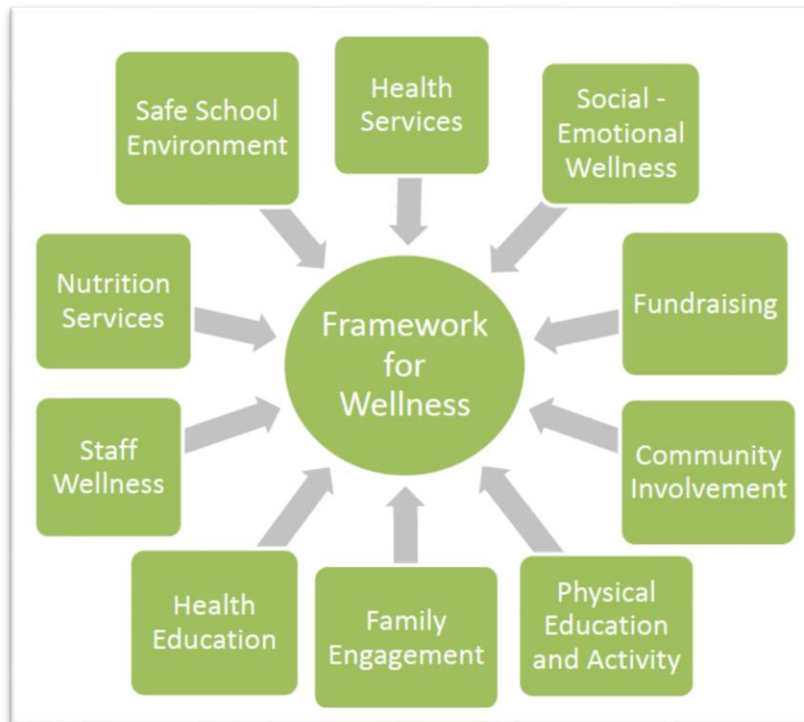 Health
Services
Social -
Emotional
Wellness
Safe School
Environment
Fundraising
Nutrition
Services
Framework
for
Wellness
Community
Involvement
Staff
Wellness
Physical
Education
and Activity
Family
Engagement
Health
Education